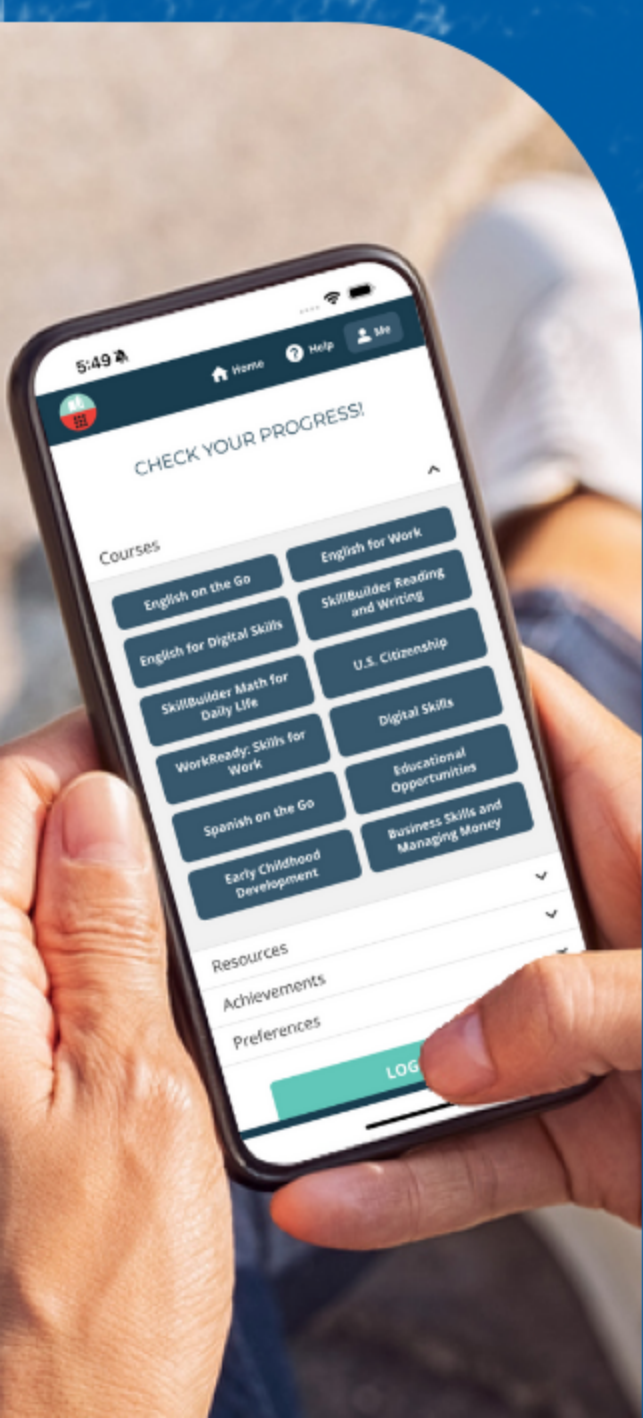 5:49
Home Help Me
CHECK YOUR PROGRESS!
Courses
English on the Go
English for Work
English for Digital Skills
SkillBuilder Reading
and Writing
SkillBuilder Math for
Daily Life
U.S. Citizenship
WorkReady: Skills for
Work
Digital Skills
Spanish on the Go
Educational
Opportunities
Early Childhood
Development
Business Skills and
Managing Money
Resources
Achievements
Preferences
LOG